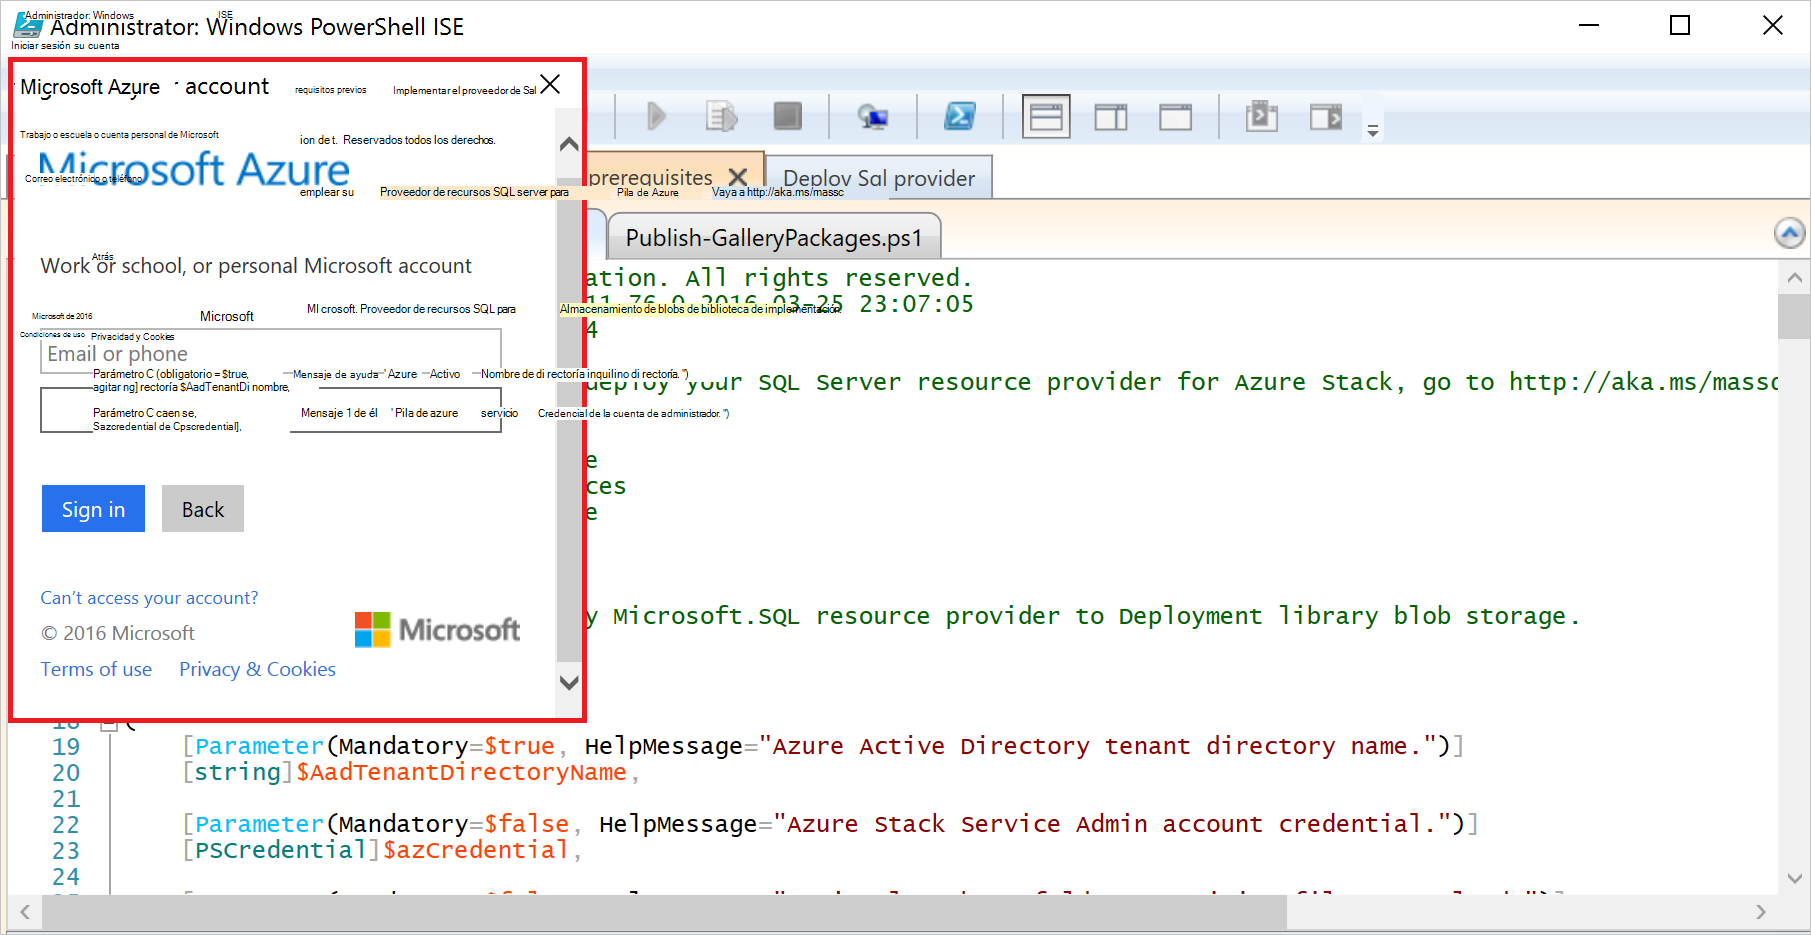 Administrador: Windows ISE
Administrator: Windows PowerShell ISE
Iniciar sesión su cuenta
Microsoft Azure account
requisitos previos
Implementar el proveedor de Sal
Trabajo o escuela o cuenta personal de Microsoft
ion de t. Reservados todos los derechos.
Microsoft Azure
Correo electrónico o teléfono
prerequisites
Deploy Sql provider
emplear su
Proveedor de recursos SQL server para
Pila de Azure
Vaya a http://aka.ms/massc
Publish-GalleryPackages.ps1
Atrás
Work or school, or personal Microsoft account
ation. All rights reserved.
11.76.0 2016-03-25 23:07:05
Microsoft de 2016
Microsoft
MI crosoft. Proveedor de recursos SQL para
Almacenamiento de blobs de biblioteca de implementación.
4
Condiciones de uso
Privacidad y Cookies
Email or phone
Parámetro C (obligatorio = $true,
Mensaje de ayuda
' Azure
Activo
Nombre de di rectoría inquilino di rectoría. ")
agitar ng] rectoría $AadTenantDi nombre,
deploy your SQL Server resource provider for Azure Stack, go to http://aka.ms/massc
Parámetro C caen se,
Mensaje 1 de él
' Pila de azure
servicio
Credencial de la cuenta de administrador. ")
Sazcredential de Cpscredential],
e
ces
e
Sign in
Back
Can't access your account?
y Microsoft.SQL resource provider to Deployment library blob storage.
© 2016 Microsoft
Microsoft
Terms of use
Privacy & Cookies
18 (
19 [Parameter(Mandatory=$true, HelpMessage="Azure Active Directory tenant directory name.")]
20 [string]$AadTenantDirectoryName,
21
22 [Parameter(Mandatory=$false, HelpMessage="Azure Stack Service Admin account credential.")]
23 [PSCredential]$azCredential,
24